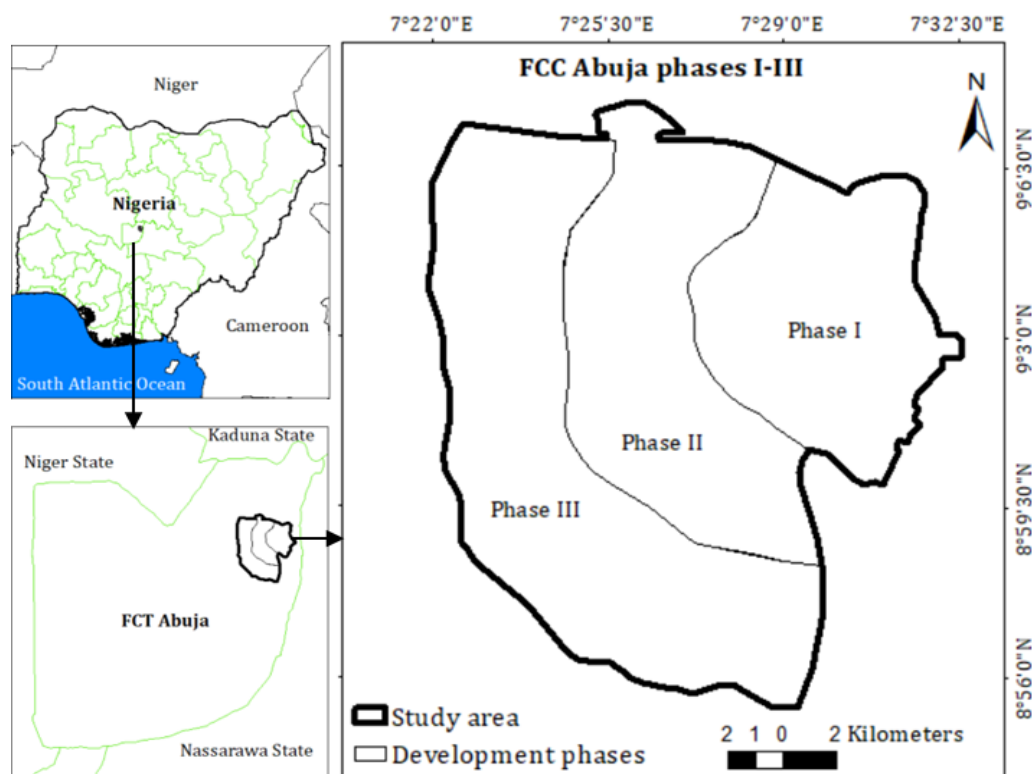 Niger
Nigeria
Cameroon
South Atlantic Ocean
Kaduna State
Niger State
FCT Abuja
Nassarawa State
7°22'0"E 7°25'30"E 7°29'0"E 7°32'30"E
FCC Abuja phases I-III
N
9°6'30"N
9°3'0"N
8°59'30"N
8°56'0"N
Phase I
Phase II
Phase III
Study area
Development phases
2 1 0 2 Kilometers